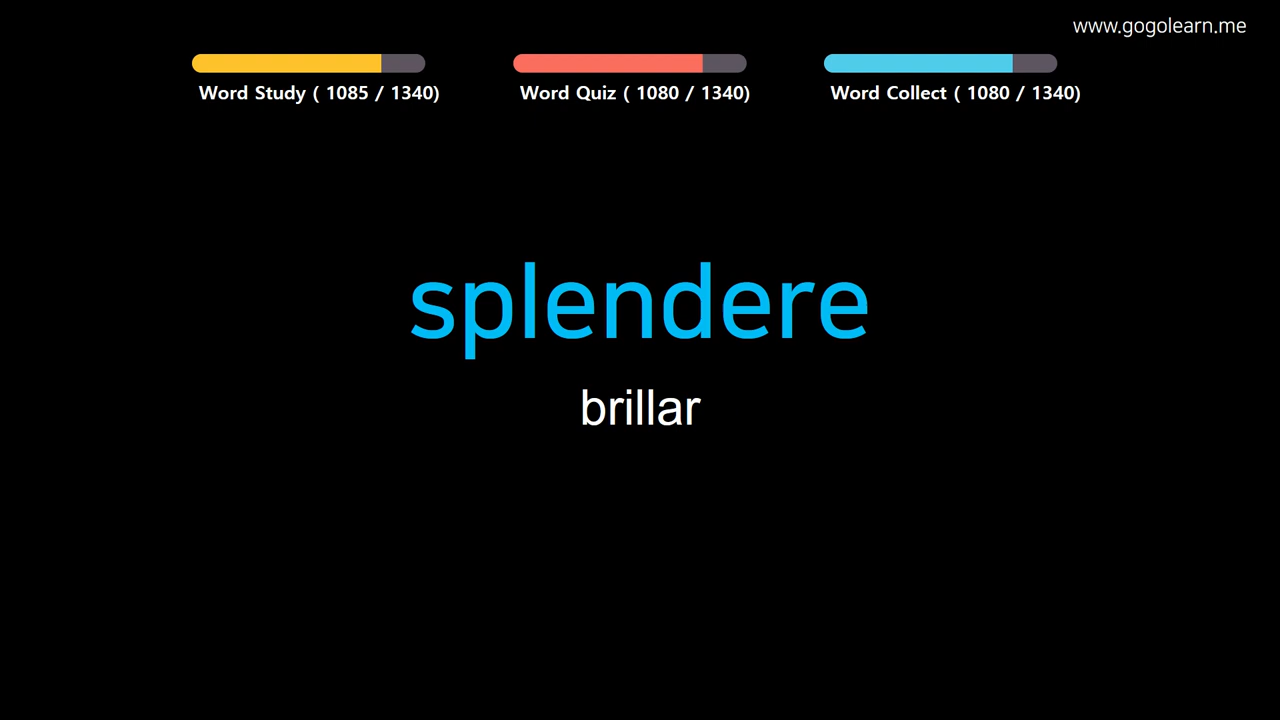 www.gogolearn.me
Word Study ( 1085 / 1340)
Word Quiz ( 1080 / 1340)
Word Collect ( 1080 / 1340)
splendere
brillar